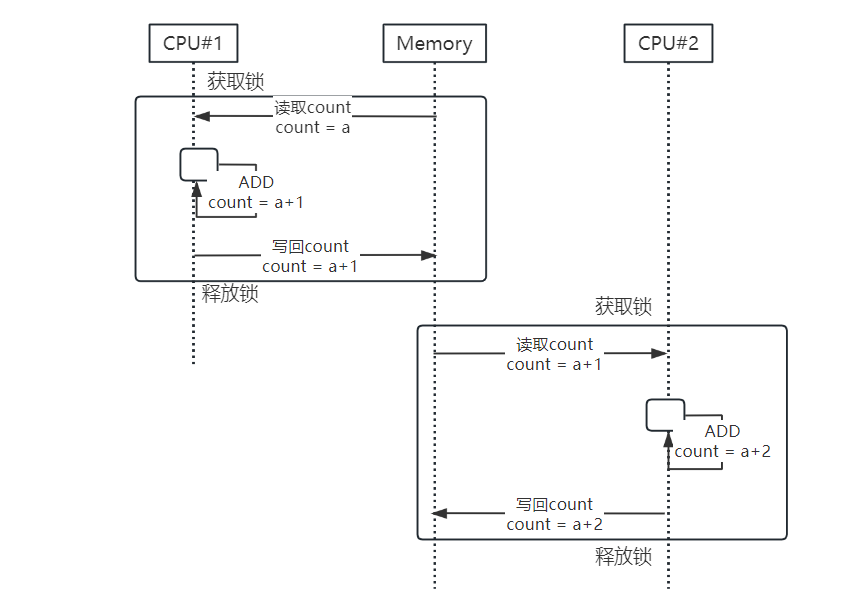 CPU#1
Memory
CPU#2
获取锁
读取count
count = a
ADD
count = a+1
写回count
count = a+1
释放锁
获取锁
读取count
count = a+1
ADD
count = a+2
写回count
count = a+2
释放锁